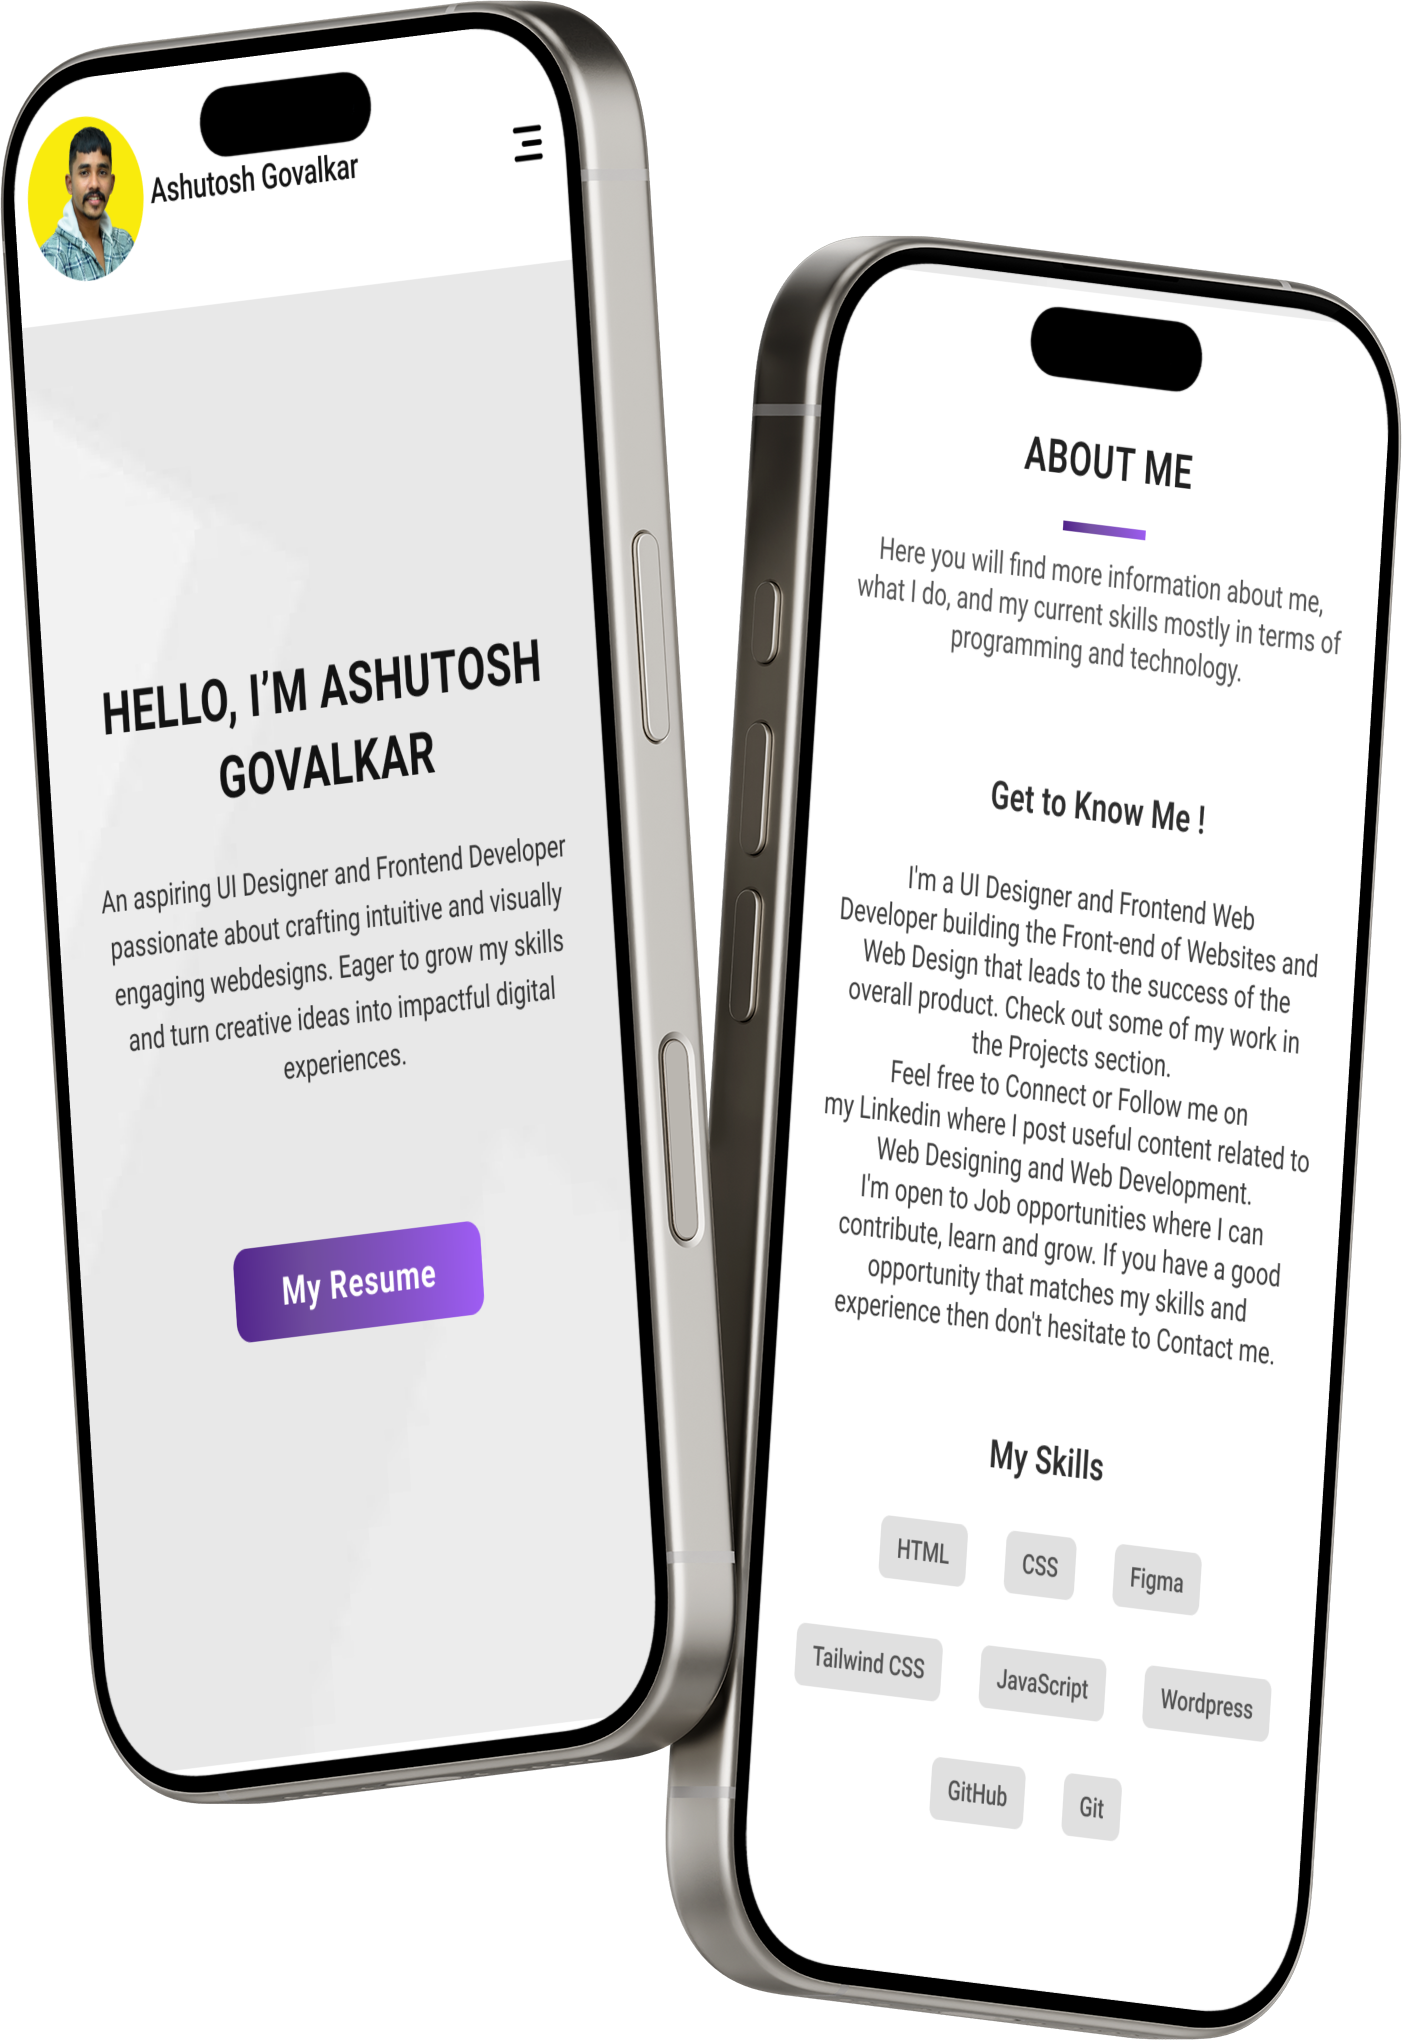 Ashutosh Govalkar
HELLO, I’M ASHUTOSH
GOVALKAR
An aspiring UI Designer and Frontend Developer
passionate about crafting intuitive and visually
engaging webdesigns. Eager to grow my skills
and turn creative ideas into impactful digital
experiences.
My Resume
ABOUT ME
Here you will find more information about me,
what I do, and my current skills mostly in terms of
programming and technology.
Get to Know Me !
I'm a UI Designer and Frontend Web
Developer building the Front-end of Websites and
Web Design that leads to the success of the
overall product. Check out some of my work in
the Projects section.
Feel free to Connect or Follow me on
my Linkedin where I post useful content related to
Web Designing and Web Development.
I'm open to Job opportunities where I can
contribute, learn and grow. If you have a good
opportunity that matches my skills and
experience then don't hesitate to Contact me.
My Skills
HTML
CSS
Figma
Tailwind CSS
JavaScript
Wordpress
GitHub
Git